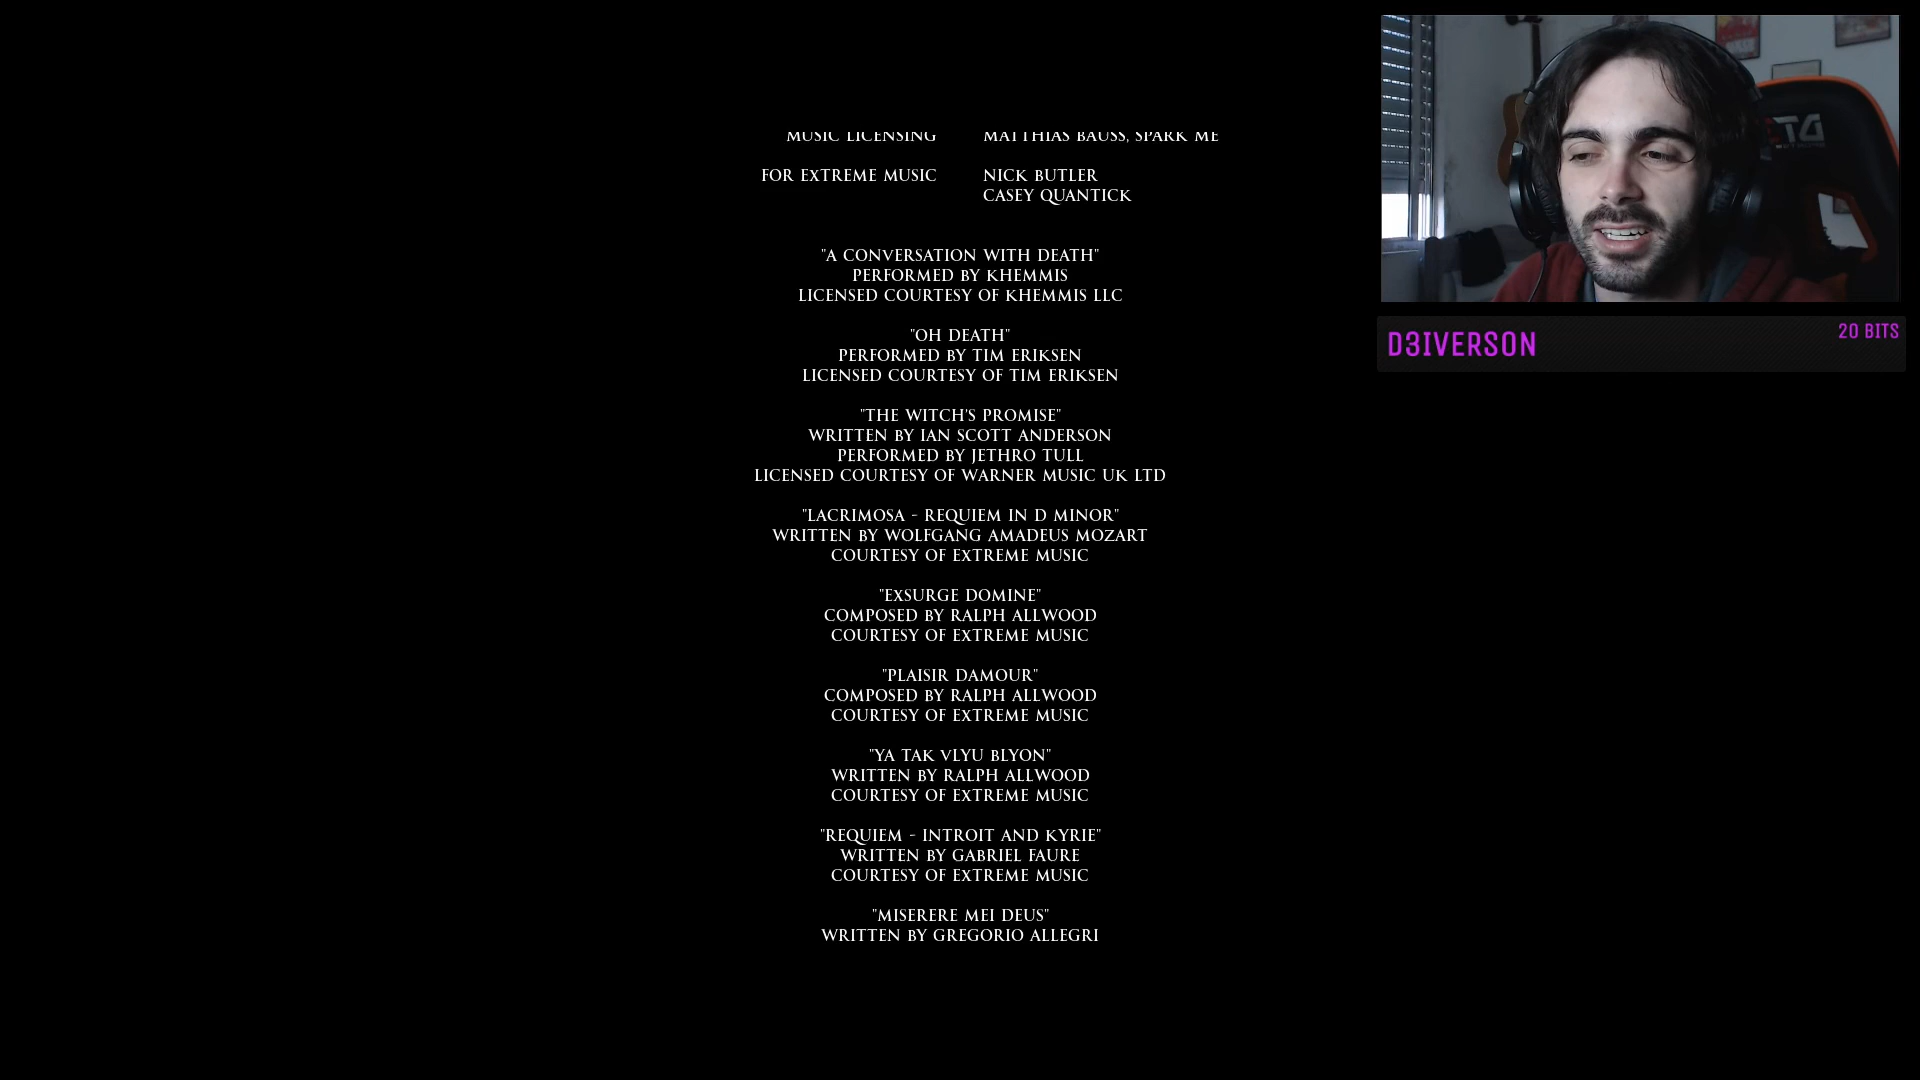 MUSIC LICENSING MATTHIAS BAUSS, SPARK ME
FOR EXTREME MUSIC NICK BUTLER
CASEY QUANTICK
"A CONVERSATION WITH DEATH"
PERFORMED BY KHEMMIS
LICENSED COURTESY OF KHEMMIS LLC
"OH DEATH"
PERFORMED BY TIM ERIKSEN
LICENSED COURTESY OF TIM ERIKSEN
"THE WITCH'S PROMISE"
WRITTEN BY IAN SCOTT ANDERSON
PERFORMED BY JETHRO TULL
LICENSED COURTESY OF WARNER MUSIC UK LTD
"LACRIMOSA - REQUIEM IN D MINOR"
WRITTEN BY WOLFGANG AMADEUS MOZART
COURTESY OF EXTREME MUSIC
"EXSURGE DOMINE"
COMPOSED BY RALPH ALLWOOD
COURTESY OF EXTREME MUSIC
"PLAISIR DAMOUR"
COMPOSED BY RALPH ALLWOOD
COURTESY OF EXTREME MUSIC
"YA TAK VLYU BLYON"
WRITTEN BY RALPH ALLWOOD
COURTESY OF EXTREME MUSIC
"REQUIEM - INTROIT AND KYRIE"
WRITTEN BY GABRIEL FAURE
COURTESY OF EXTREME MUSIC
"MISERERE MEI DEUS"
WRITTEN BY GREGORIO ALLEGRI
D3IVERSON
20 BITS